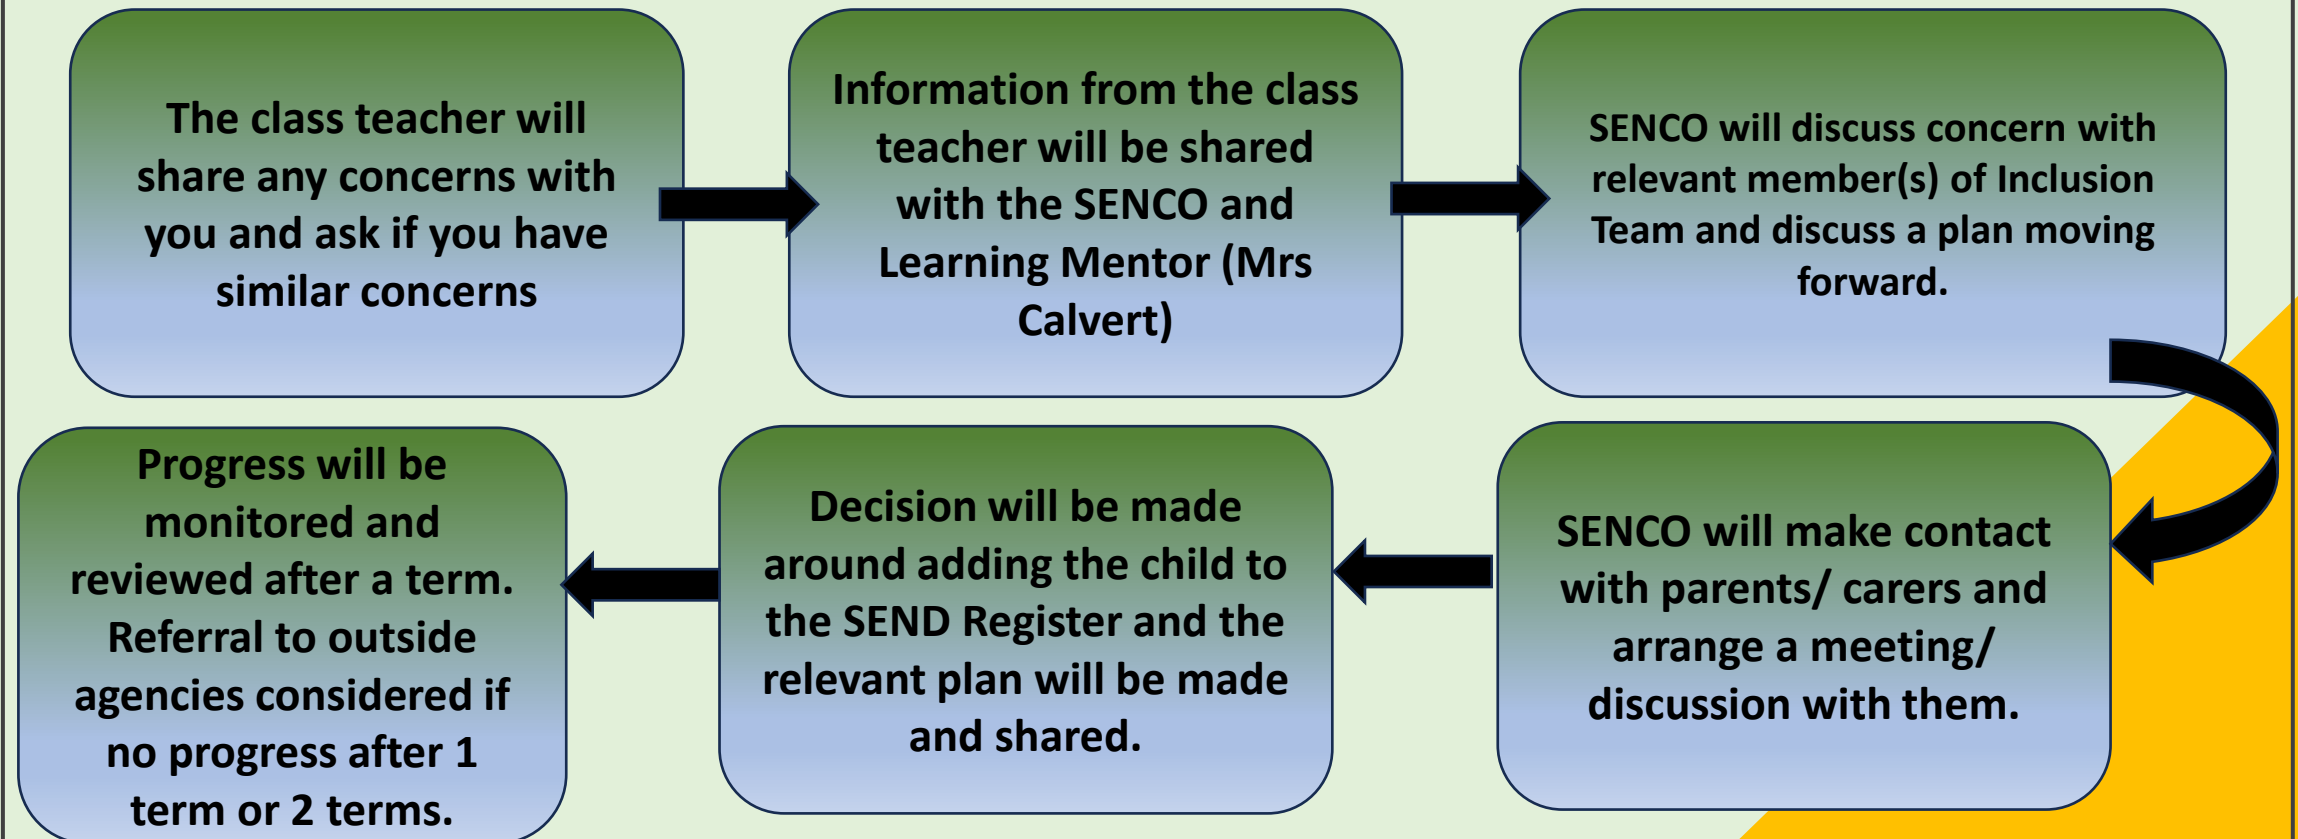 The class teacher will
share any concerns with
you and ask if you have
similar concerns
Information from the class
teacher will be shared
with the SENCO and
Learning Mentor (Mrs
Calvert)
SENCO will discuss concern with
relevant member(s) of Inclusion
Team and discuss a plan moving
forward.
SENCO will make contact
with parents/ carers and
arrange a meeting/
discussion with them.
Decision will be made
around adding the child to
the SEND Register and the
relevant plan will be made
and shared.
Progress will be
monitored and
reviewed after a term.
Referral to outside
agencies considered if
no progress after 1
term or 2 terms.